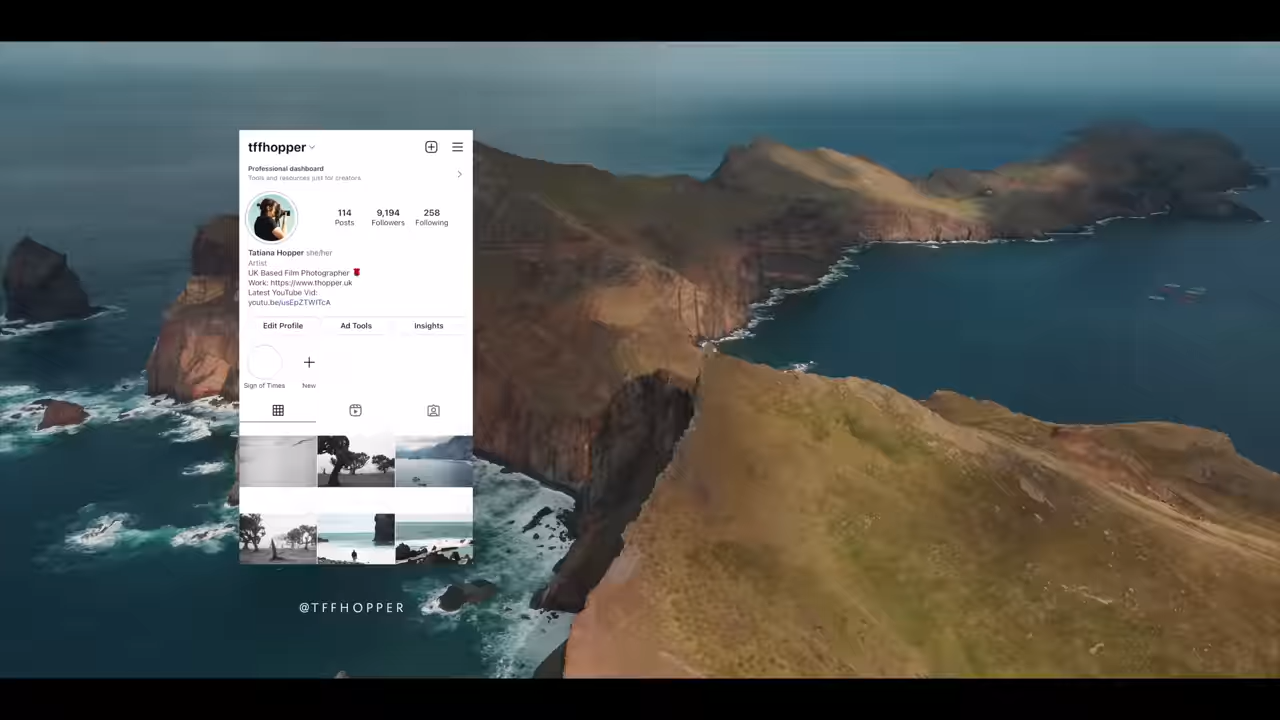 tffhopper
Professional dashboard
Tools and resources just for creators.
114 9,194 258
Posts Followers Following
Tatiana Hopper she/her
Artist
UK Based Film Photographer
Work: https://www.thopper.uk
Latest YouTube Vid:
youtu.be/usEpZTWITcA
Edit Profile Ad Tools Insights
Sign of Times New
@TFFHOPPER